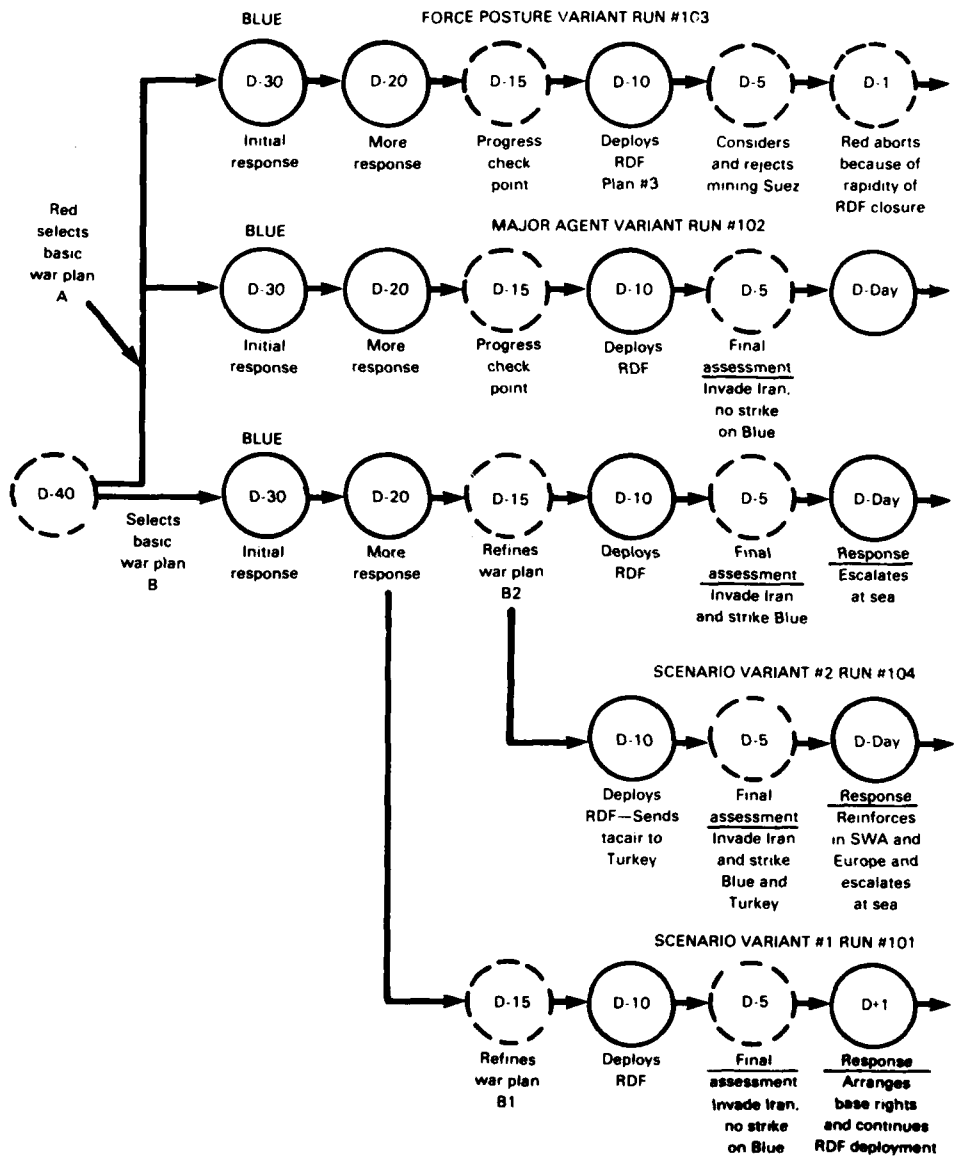 BLUE
FORCE POSTURE VARIANT RUN #103
D-30
D-20
D-15
D-10
D-5
D-1
Initial
response
More
response
Progress
check
point
Deploys
RDF
Plan #3
Considers
and rejects
mining Suez
Red aborts
because of
rapidity of
RDF closure
Red
selects
basic
war plan
A
BLUE
MAJOR AGENT VARIANT RUN #102
D-30
D-20
D-15
D-10
D-5
D-Day
Initial
response
More
response
Progress
check
point
Deploys
RDF
Final
assessment
Invade Iran,
no strike
on Blue
BLUE
D-40
D-30
D-20
D-15
D-10
D-5
D-Day
Selects
basic
war plan
B
Initial
response
More
response
Refines
war plan
B2
Deploys
RDF
Final
assessment
Invade Iran
and strike Blue
Response
Escalates
at sea
SCENARIO VARIANT #2 RUN #104
D-10
D-5
D-Day
Deploys
RDF—Sends
tacair to
Turkey
Final
assessment
Invade Iran
and strike
Blue and
Turkey
Response
Reinforces
in SWA and
Europe and
escalates
at sea
SCENARIO VARIANT #1 RUN #101
D-15
D-10
D-5
D+1
Refines
war plan
B1
Deploys
RDF
Final
assessment
Invade Iran,
no strike
on Blue
Response
Arranges
base rights
and continues
RDF deployment